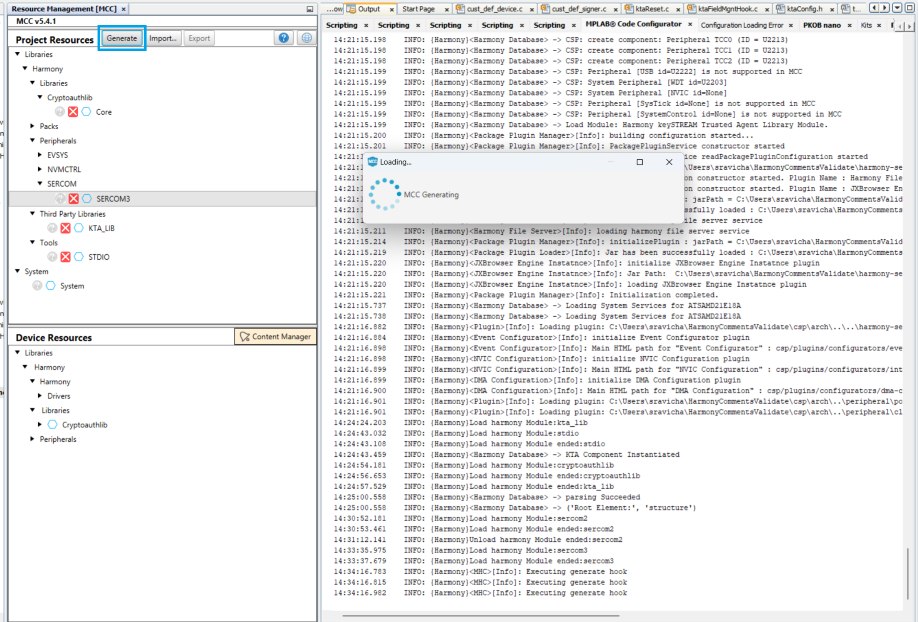 Resource Management [MCC] ×
MCC v5.4.1
Project Resources
Generate
Import...
Export
Libraries
Harmony
Libraries
Cryptoauthlib
Core
Packs
Peripherals
EVSYS
NVMCTRL
SERCOM
SERCOM3
Third Party Libraries
KTA_LIB
Tools
STDIO
System
System
Device Resources
Content Manager
Libraries
Harmony
Harmony
Drivers
Libraries
Cryptoauthlib
Peripherals
...ow Output × Start Page × cust_def_device.c × cust_def_signer.c × ktaReset.c × ktaFieldMgntHook.c × ktaConfig.h × t...
Scripting × Scripting × Scripting × Scripting × Scripting × MPLAB® Code Configurator × Configuration Loading Error × PKOB nano × Kits ×
14:21:15.198 INFO: {Harmony}<Harmony Database> -> CSP: create component: Peripheral TCC0 (ID = U2213)
14:21:15.198 INFO: {Harmony}<Harmony Database> -> CSP: create component: Peripheral TCC1 (ID = U2213)
14:21:15.198 INFO: {Harmony}<Harmony Database> -> CSP: create component: Peripheral TCC2 (ID = U2213)
14:21:15.199 INFO: {Harmony}<Harmony Database> -> CSP: Peripheral [USB id=U2222] is not supported in MCC
14:21:15.199 INFO: {Harmony}<Harmony Database> -> CSP: System Peripheral [WDT id=U2203]
14:21:15.199 INFO: {Harmony}<Harmony Database> -> CSP: System Peripheral [NVIC id=None]
14:21:15.199 INFO: {Harmony}<Harmony Database> -> CSP: Peripheral [SysTick id=None] is not supported in MCC
14:21:15.199 INFO: {Harmony}<Harmony Database> -> CSP: Peripheral [SystemControl id=None] is not supported in MCC
14:21:15.199 INFO: {Harmony}<Harmony Database> -> Load Module: Harmony keySTREAM Trusted Agent Library Module.
14:21:15.200 INFO: {Harmony}<Package Plugin Manager>[Info]: building configuration started...
14:21:15.201 INFO: {Harmony}<Package Plugin Manager>[Info]: PackagePluginService constructor started
14:21:1 ce readPackagePluginConfiguration started
14:21:1 \Users\sravicha\HarmonyCommentsValidate\harmony-se
14:21:1 on constructor started. Plugin Name : Harmony File
14:21:1 on constructor started. Plugin Name : JXBrowser En
14:21:1 : jarPath = C:\Users\sravicha\HarmonyCommentsValid
14:21:1 ssfully loaded : C:\Users\sravicha\HarmonyComments
14:21:1 ile server service
Loading...
MCC Generating
14:21:15.211 INFO: {Harmony}<Harmony File Server>[Info]: loading harmony file server service
14:21:15.214 INFO: {Harmony}<Package Plugin Manager>[Info]: initializePlugin : jarPath = C:\Users\sravicha\HarmonyCommentsValid
14:21:15.219 INFO: {Harmony}<Package Plugin Loader>[Info]: Jar has been successfully loaded : C:\Users\sravicha\HarmonyComments
14:21:15.220 INFO: {Harmony}<JXBrowser Engine Instatnce>[Info]: initialize JXBrowser Engine Instatnce plugin
14:21:15.220 INFO: {Harmony}<JXBrowser Engine Instatnce>[Info]: Jar Path: C:\Users\sravicha\HarmonyCommentsValidate\harmony-se
14:21:15.220 INFO: {Harmony}<JXBrowser Engine Instatnce>[Info]: loading JXBrowser Engine Instatnce plugin
14:21:15.221 INFO: {Harmony}<Package Plugin Manager>[Info]: Initialization completed.
14:21:15.737 INFO: {Harmony}<Harmony Database> -> Loading System Services for ATSAMD21E18A
14:21:15.738 INFO: {Harmony}<Harmony Database> -> Loading System Services for ATSAMD21E18A
14:21:16.882 INFO: {Harmony}<Plugin>[Info]: Loading plugin: C:\Users\sravicha\HarmonyCommentsValidate\csp\arch\..\..\harmony-se
14:21:16.884 INFO: {Harmony}<Event Configurator>[Info]: initialize Event Configurator plugin
14:21:16.898 INFO: {Harmony}<Event Configurator>[Info]: Main HTML path for "Event Configurator" : csp/plugins/configurators/eve
14:21:16.898 INFO: {Harmony}<NVIC Configuration>[Info]: initialize NVIC Configuration plugin
14:21:16.899 INFO: {Harmony}<NVIC Configuration>[Info]: Main HTML path for "NVIC Configuration" : csp/plugins/configurators/int
14:21:16.899 INFO: {Harmony}<DMA Configuration>[Info]: initialize DMA Configuration plugin
14:21:16.900 INFO: {Harmony}<DMA Configuration>[Info]: Main HTML path for "DMA Configuration" : csp/plugins/configurators/dma-c
14:21:16.901 INFO: {Harmony}<Plugin>[Info]: Loading plugin: C:\Users\sravicha\HarmonyCommentsValidate\csp\arch\..\peripheral\po
14:21:16.901 INFO: {Harmony}<Plugin>[Info]: Loading plugin: C:\Users\sravicha\HarmonyCommentsValidate\csp\arch\..\peripheral\cl
14:24:24.203 INFO: {Harmony}Load harmony Module:kta_lib
14:24:43.032 INFO: {Harmony}Load harmony Module:stdio
14:24:43.108 INFO: {Harmony}Load harmony Module ended:stdio
14:24:43.459 INFO: {Harmony}<Harmony Database> -> KTA Component Instantiated
14:24:54.181 INFO: {Harmony}Load harmony Module:cryptoauthlib
14:24:56.653 INFO: {Harmony}Load harmony Module ended:cryptoauthlib
14:24:57.529 INFO: {Harmony}Load harmony Module ended:kta_lib
14:25:00.558 INFO: {Harmony}<Harmony Database> -> parsing Succeeded
14:25:00.558 INFO: {Harmony}<Harmony Database> -> ('Root Element:', 'structure')
14:30:52.181 INFO: {Harmony}Load harmony Module:sercom2
14:30:53.461 INFO: {Harmony}Load harmony Module ended:sercom2
14:31:12.141 INFO: {Harmony}Unload harmony Module ended:sercom2
14:33:35.975 INFO: {Harmony}Load harmony Module:sercom3
14:33:37.679 INFO: {Harmony}Load harmony Module ended:sercom3
14:34:16.783 INFO: {Harmony}<MHC>[Info]: Executing generate hook
14:34:16.815 INFO: {Harmony}<MHC>[Info]: Executing generate hook
14:34:16.982 INFO: {Harmony}<MHC>[Info]: Executing generate hook